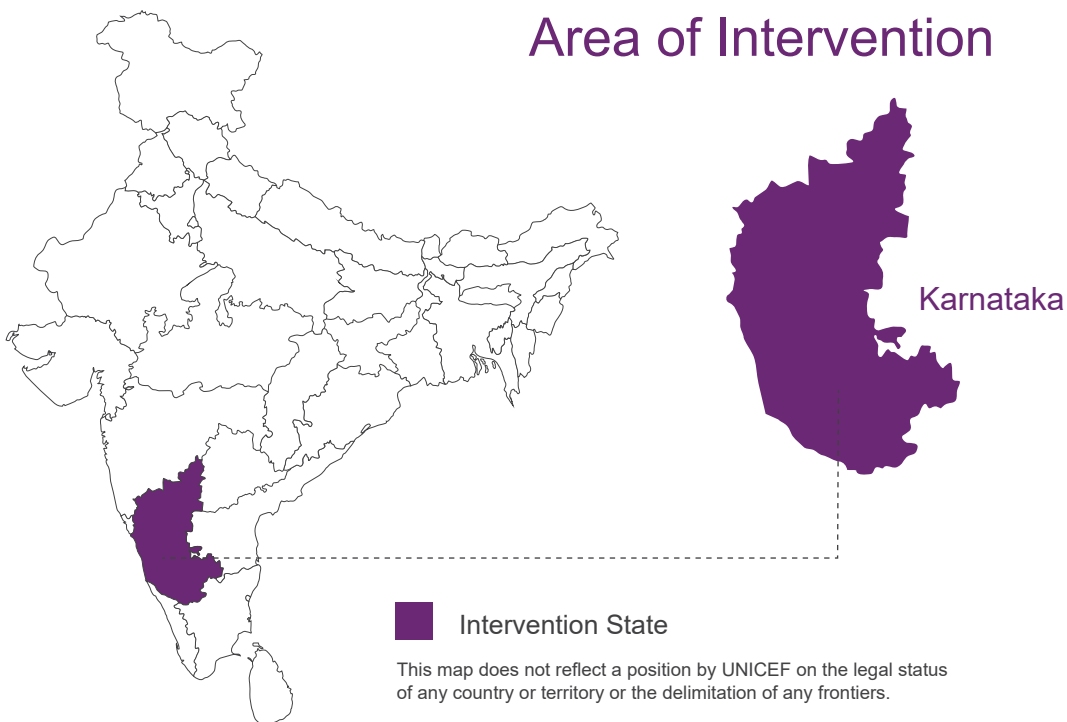 Area of Intervention
Karnataka
Intervention State
This map does not reflect a position by UNICEF on the legal status
of any country or territory or the delimitation of any frontiers.